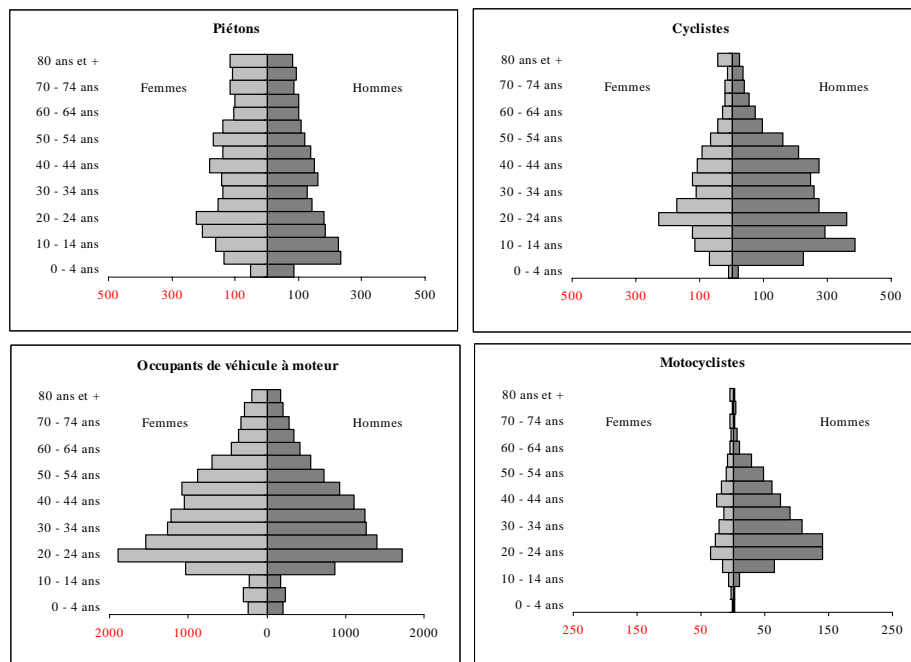 Piétons
80 ans et +
70 - 74 ans
Femmes
Hommes
60 - 64 ans
50 - 54 ans
40 - 44 ans
30 - 34 ans
20 - 24 ans
10 - 14 ans
0 - 4 ans
500 300 100 100 300 500
Cyclistes
80 ans et +
70 - 74 ans
Femmes
Hommes
60 - 64 ans
50 - 54 ans
40 - 44 ans
30 - 34 ans
20 - 24 ans
10 - 14 ans
0 - 4 ans
500 300 100 100 300 500
Occupants de véhicule à moteur
80 ans et +
70 - 74 ans
Femmes
Hommes
60 - 64 ans
50 - 54 ans
40 - 44 ans
30 - 34 ans
20 - 24 ans
10 - 14 ans
0 - 4 ans
2000 1000 0 1000 2000
Motocyclistes
80 ans et +
70 - 74 ans
Femmes
Hommes
60 - 64 ans
50 - 54 ans
40 - 44 ans
30 - 34 ans
20 - 24 ans
10 - 14 ans
0 - 4 ans
250 150 50 50 150 250